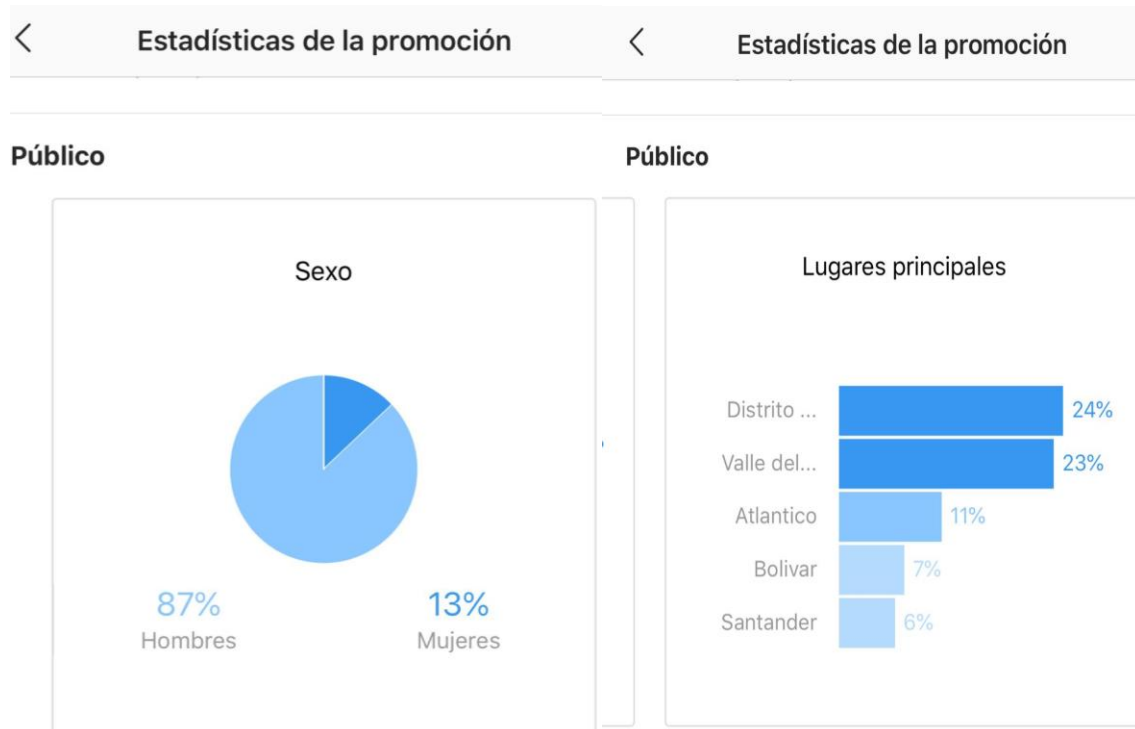 Estadísticas de la promoción
Público
Sexo
87%
Hombres
13%
Mujeres
Estadísticas de la promoción
Público
Lugares principales
Distrito ... 24%
Valle del... 23%
Atlantico 11%
Bolivar 7%
Santander 6%